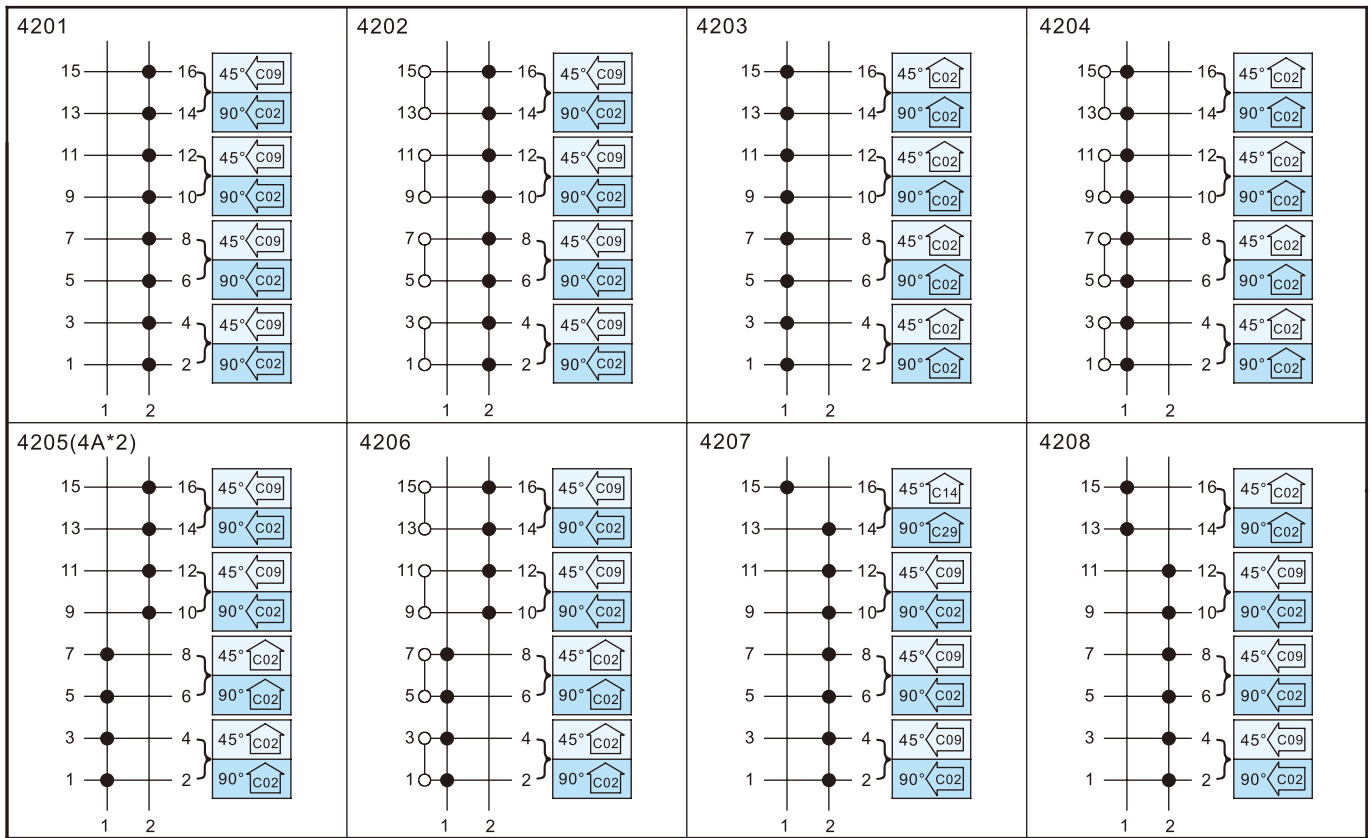 4201 4202 4203 4204
15 16 45° C09 15 16 45° C09 15 16 45° C02 15 16 45° C02
13 14 90° C02 13 14 90° C02 13 14 90° C02 13 14 90° C02
11 12 45° C09 11 12 45° C09 11 12 45° C02 11 12 45° C02
9 10 90° C02 9 10 90° C02 9 10 90° C02 9 10 90° C02
7 8 45° C09 7 8 45° C09 7 8 45° C02 7 8 45° C02
5 6 90° C02 5 6 90° C02 5 6 90° C02 5 6 90° C02
3 4 45° C09 3 4 45° C09 3 4 45° C02 3 4 45° C02
1 2 90° C02 1 2 90° C02 1 2 90° C02 1 2 90° C02
1 2 1 2 1 2 1 2
4205(4A*2) 4206 4207 4208
15 16 45° C09 15 16 45° C09 15 16 45° C14 15 16 45° C02
13 14 90° C02 13 14 90° C02 13 14 90° C29 13 14 90° C02
11 12 45° C09 11 12 45° C09 11 12 45° C09 11 12 45° C09
9 10 90° C02 9 10 90° C02 9 10 90° C02 9 10 90° C02
7 8 45° C02 7 8 45° C02 7 8 45° C09 7 8 45° C09
5 6 90° C02 5 6 90° C02 5 6 90° C02 5 6 90° C02
3 4 45° C02 3 4 45° C02 3 4 45° C09 3 4 45° C09
1 2 90° C02 1 2 90° C02 1 2 90° C02 1 2 90° C02
1 2 1 2 1 2 1 2